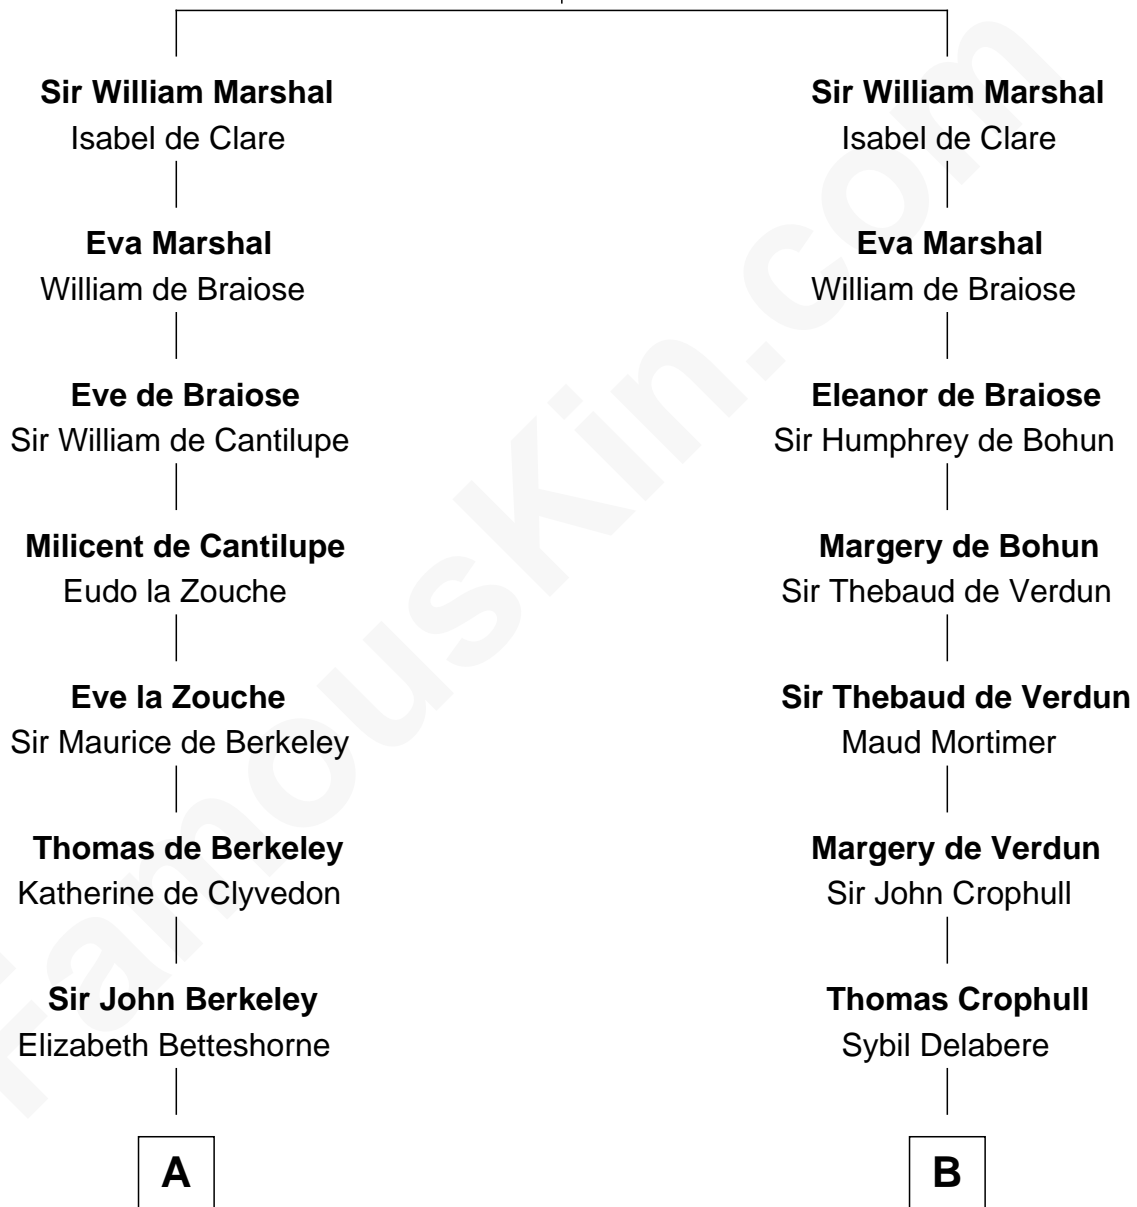 Sir William Marshal
Isabel de Clare
Eva Marshal
William de Braiose
Eve de Braiose
Sir William de Cantilupe
Milicent de Cantilupe
Eudo la Zouche
Eve la Zouche
Sir Maurice de Berkeley
Thomas de Berkeley
Katherine de Clyvedon
Sir John Berkeley
Elizabeth Betteshorne
A
Sir William Marshal
Isabel de Clare
Eva Marshal
William de Braiose
Eleanor de Braiose
Sir Humphrey de Bohun
Margery de Bohun
Sir Thebaud de Verdun
Sir Thebaud de Verdun
Maud Mortimer
Margery de Verdun
Sir John Crophull
Thomas Crophull
Sybil Delabere
B
FamousKin.com